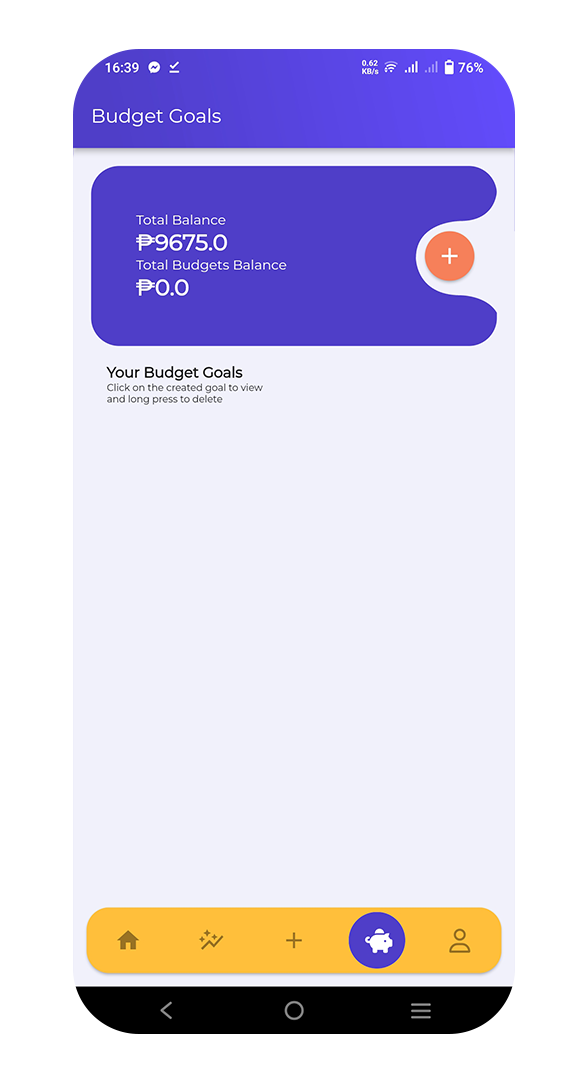 16:39
0.62
KB/s
76%
Budget Goals
Total Balance
₱9675.0
Total Budgets Balance
₱0.0
Your Budget Goals
Click on the created goal to view
and long press to delete